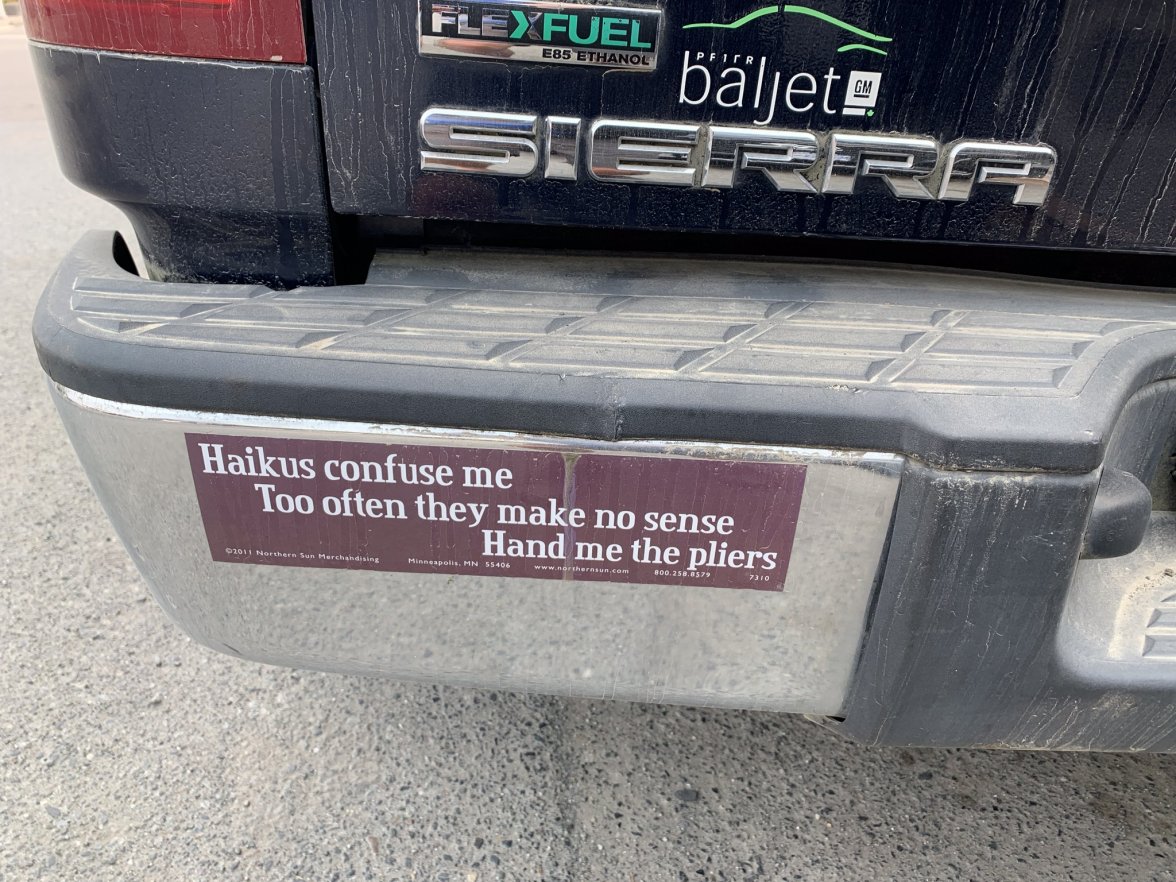 FLEXFUEL
E85 ETHANOL
baljet
GM
SIERRA
Haikus confuse me
Too often they make no sense
Hand me the pliers
©2011 Northern Sun Merchandising Minneapolis, MN 55406 www.northernsun.com 800.258.8579 7310